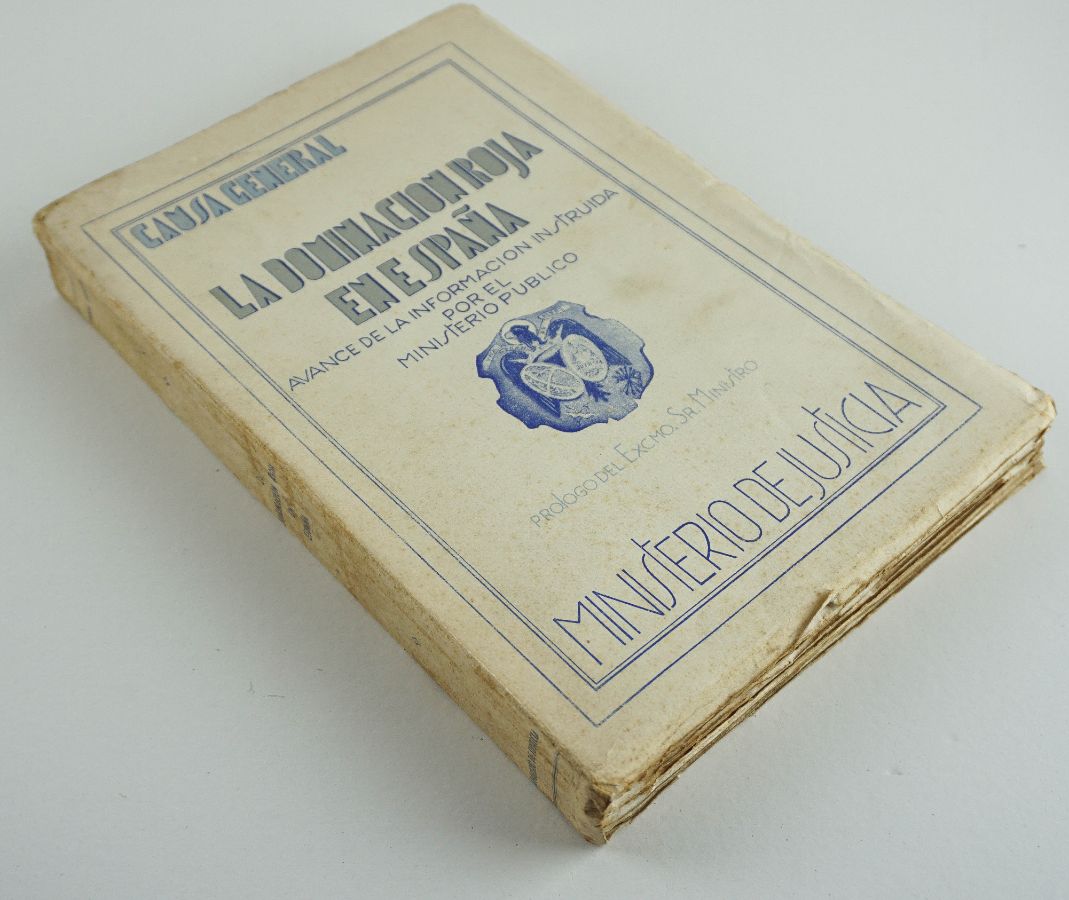 CAUSA GENERAL
LA DOMINACION ROJA
EN ESPAÑA
AVANCE DE LA INFORMACION INSTRUIDA
POR EL
MINISTERIO PUBLICO
PROLOGO DEL EXCMO. SR. MINISTRO
MINISTERIO DE JUSTICIA